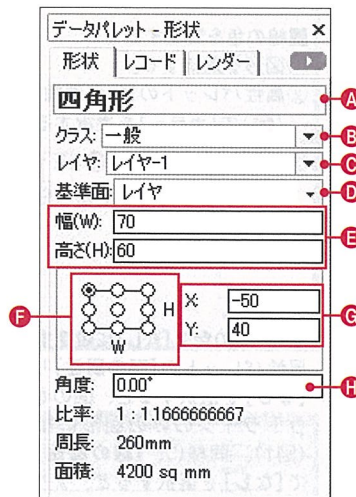 データパレット - 形状 ×
形状 レコード レンダー
四角形 A
クラス: 一般 B
レイヤ: レイヤ-1 C
基準面: レイヤ D
幅(W): 70
高さ(H): 60
E
F H W
X: -50
Y: 40
G
角度: 0.00° H
比率: 1 : 1.1666666667
周長: 260mm
面積: 4200 sq mm